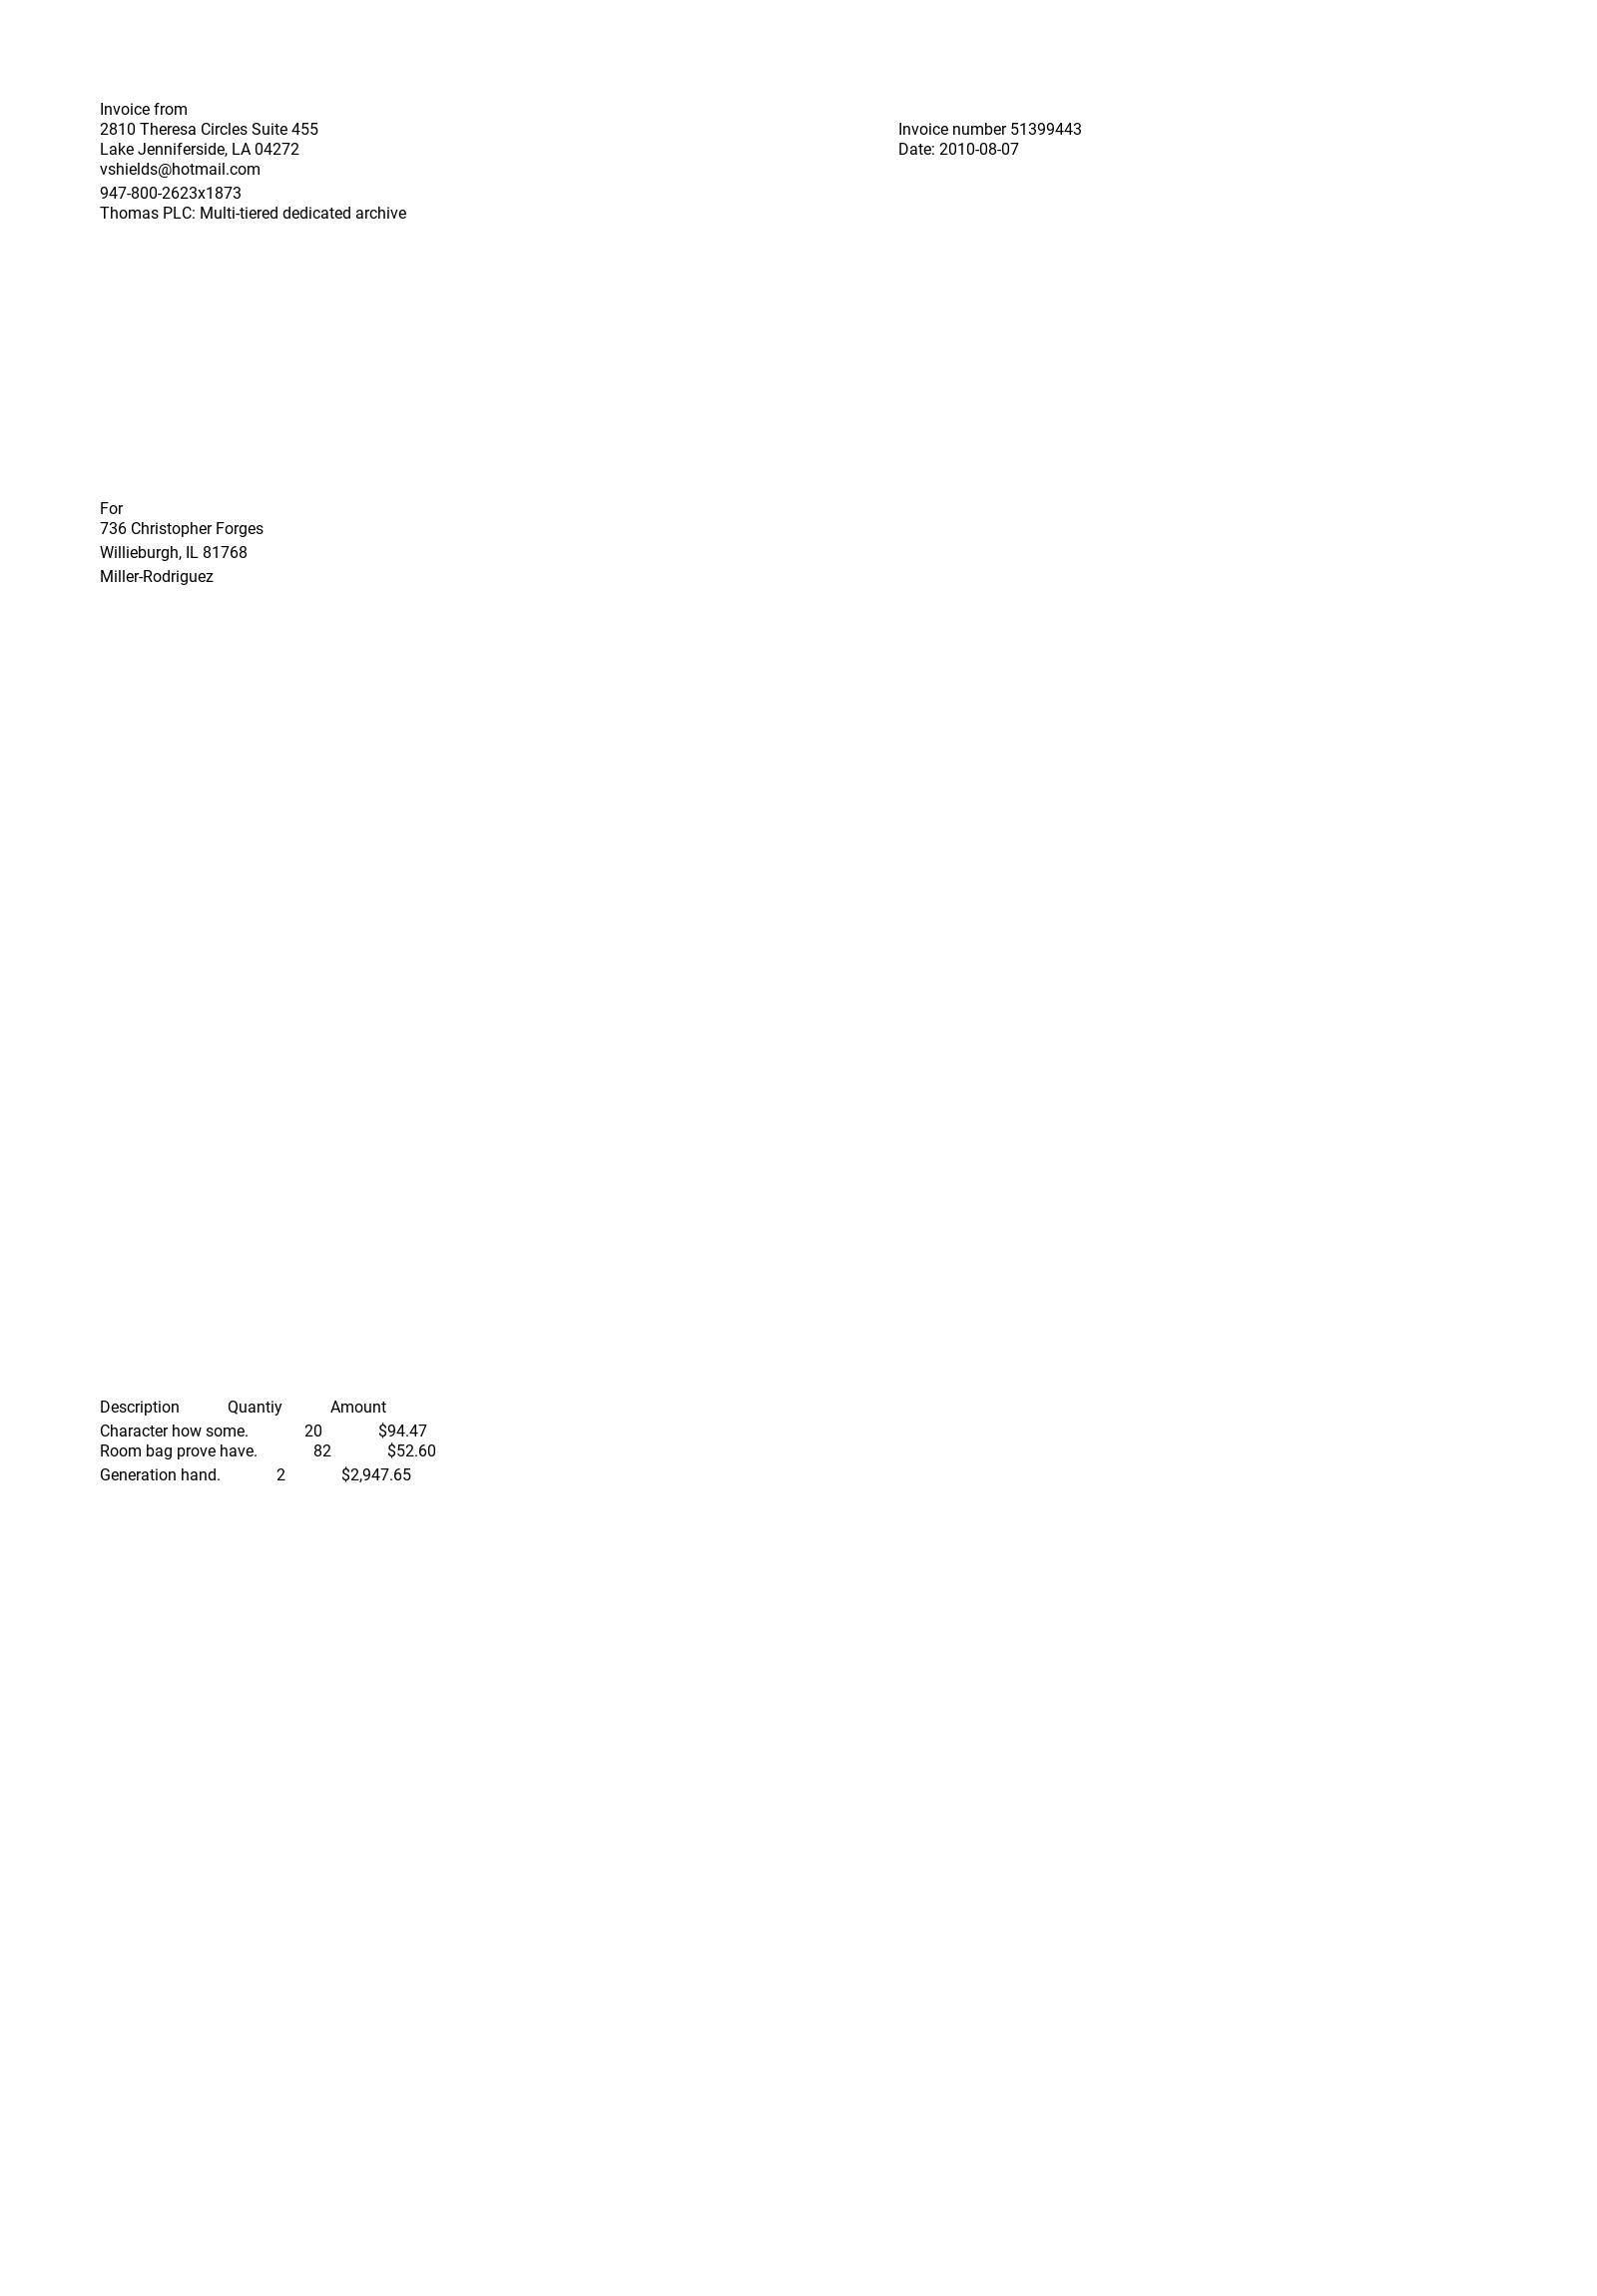 Invoice from
2810 Theresa Circles Suite 455
Lake Jenniferside, LA 04272
vshields@hotmail.com
947-800-2623x1873
Thomas PLC: Multi-tiered dedicated archive
Invoice number 51399443
Date: 2010-08-07
For
736 Christopher Forges
Willieburgh, IL 81768
Miller-Rodriguez
Description Quantiy Amount
Character how some. 20 $94.47
Room bag prove have. 82 $52.60
Generation hand. 2 $2,947.65